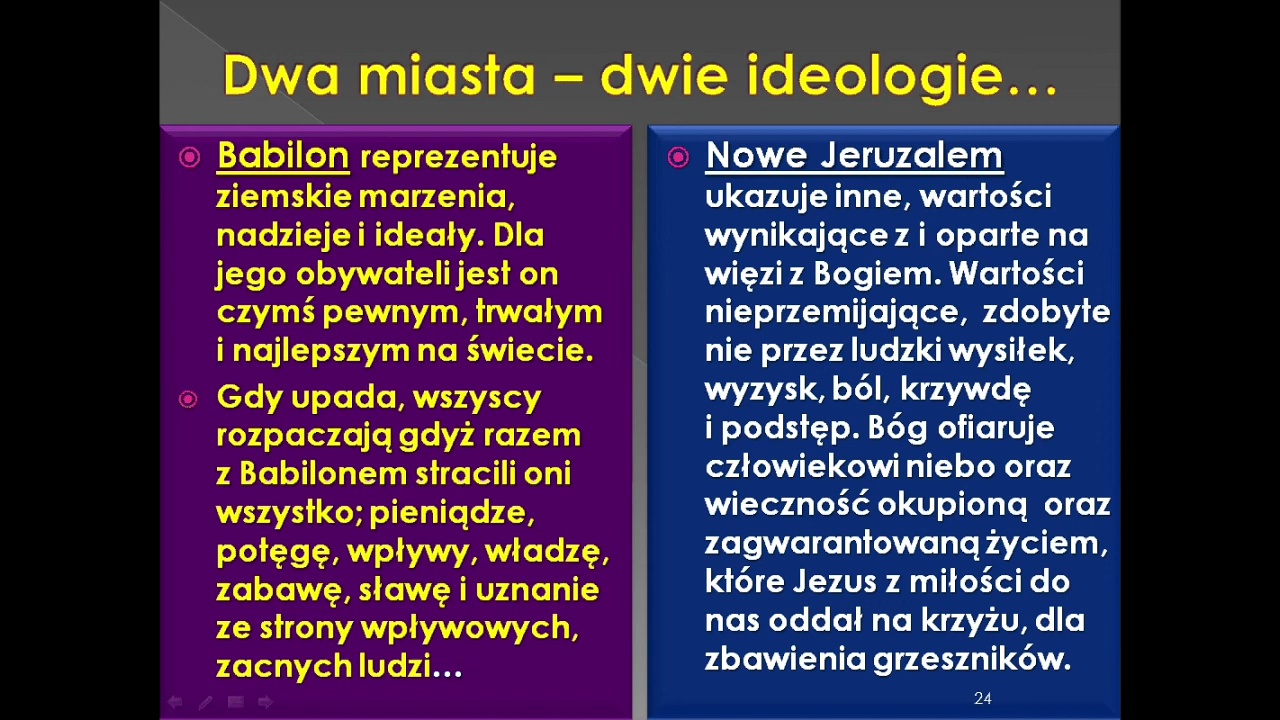 Dwa miasta – dwie ideologie…
Babilon reprezentuje
ziemskie marzenia,
nadzieje i ideały. Dla
jego obywateli jest on
czymś pewnym, trwałym
i najlepszym na świecie.
Gdy upada, wszyscy
rozpaczają gdyż razem
z Babilonem stracili oni
wszystko; pieniądze,
potęgę, wpływy, władzę,
zabawę, sławę i uznanie
ze strony wpływowych,
zacnych ludzi…
Nowe Jeruzalem
ukazuje inne, wartości
wynikające z i oparte na
więzi z Bogiem. Wartości
nieprzemijające, zdobyte
nie przez ludzki wysiłek,
wyzysk, ból, krzywdę
i podstęp. Bóg ofiaruje
człowiekowi niebo oraz
wieczność okupioną oraz
zagwarantowaną życiem,
które Jezus z miłości do
nas oddał na krzyżu, dla
zbawienia grzeszników.
24